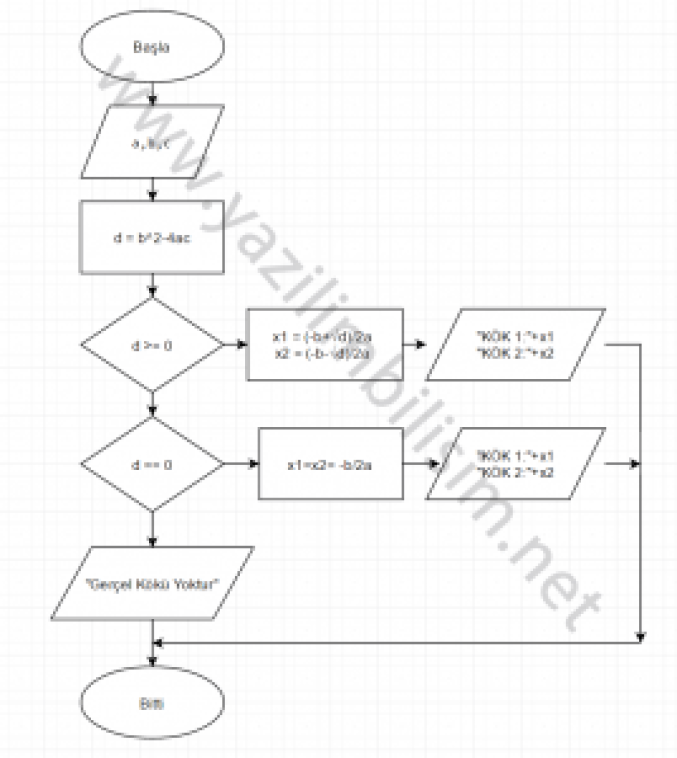 Başla
a,b,c
d = b^2-4ac
d >= 0
x1 = (-b+√d)/2a
x2 = (-b-√d)/2a
"KÖK 1:"+x1
"KÖK 2:"+x2
d == 0
x1=x2= -b/2a
"KÖK 1:"+x1
"KÖK 2:"+x2
"Gerçel Kökü Yoktur"
Bitti
www.yazilimbilisim.net